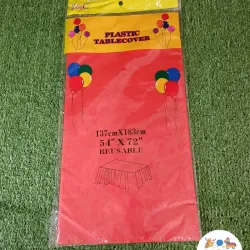 PLASTIC
TABLECOVER
137cmX183cm
54" X 72"
REUSABLE